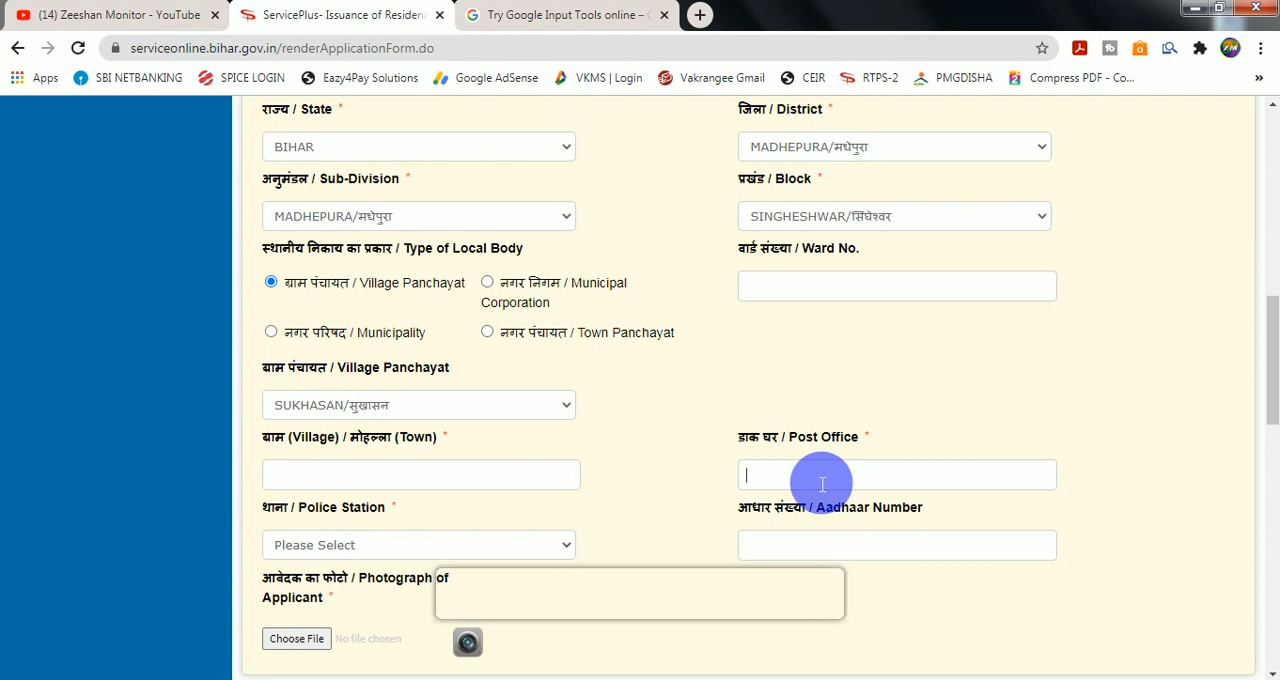 (14) Zeeshan Monitor - YouTube
ServicePlus- Issuance of Residenc
Try Google Input Tools online –
serviceonline.bihar.gov.in/renderApplicationForm.do
Apps SBI NETBANKING SPICE LOGIN Eazy4Pay Solutions Google AdSense VKMS | Login Vakrangee Gmail CEIR RTPS-2 PMGDISHA Compress PDF - Co... »
राज्य / State * जिला / District *
BIHAR MADHEPURA/मधेपुरा
अनुमंडल / Sub-Division * प्रखंड / Block *
MADHEPURA/मधेपुरा SINGHESHWAR/सिंघेश्वर
स्थानीय निकाय का प्रकार / Type of Local Body वार्ड संख्या / Ward No.
ग्राम पंचायत / Village Panchayat नगर निगम / Municipal
Corporation
नगर परिषद / Municipality नगर पंचायत / Town Panchayat
ग्राम पंचायत / Village Panchayat
SUKHASAN/सुखासन
ग्राम (Village) / मोहल्ला (Town) * डाक घर / Post Office *
थाना / Police Station * आधार संख्या / Aadhaar Number
Please Select
आवेदक का फोटो / Photograph of
Applicant *
Choose File No file chosen